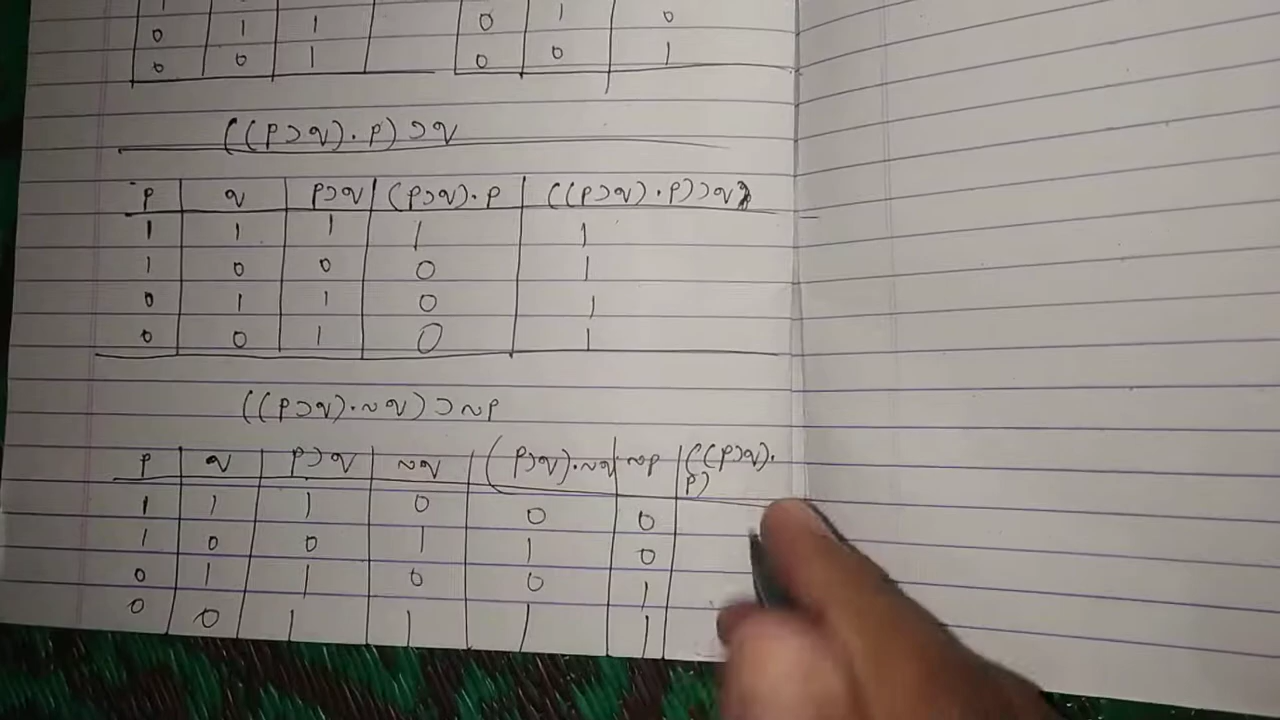 0 1 1 0 1 0
0 0 1 0 0 1
((p⊃q)·p)⊃q
p q p⊃q (p⊃q)·p ((p⊃q)·p)⊃q
1 1 1 1 1
1 0 0 0 1
0 1 1 0 1
0 0 1 0 1
((p⊃q)·~q)⊃~p
p q p⊃q ~q (p⊃q)·~q ~p (((p⊃q)·
1 1 1 0 0 0
1 0 0 1 1 0
0 1 1 0 0 1
0 0 1 1 1 1